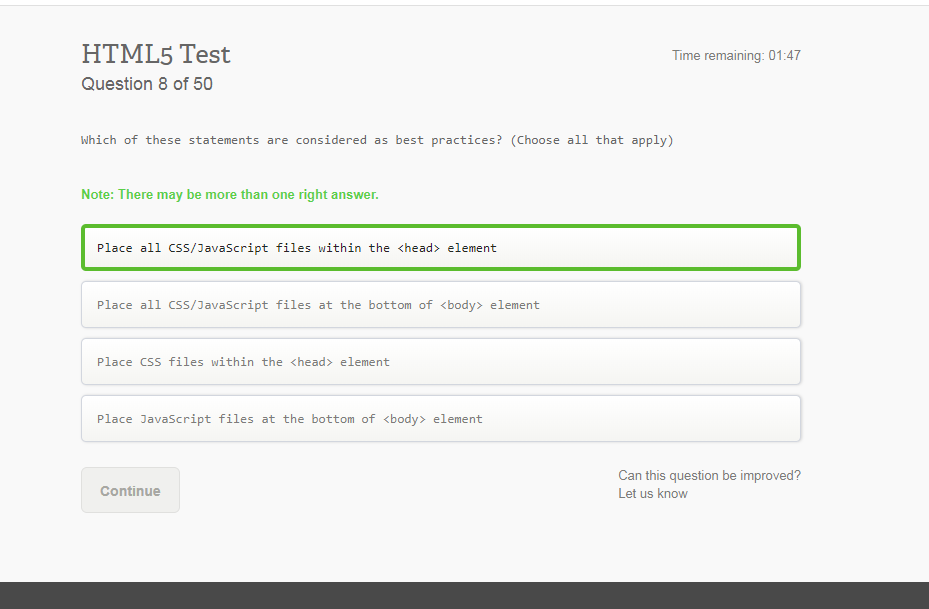 HTML5 Test
Time remaining: 01:47
Question 8 of 50
Which of these statements are considered as best practices? (Choose all that apply)
Note: There may be more than one right answer.
Place all CSS/JavaScript files within the <head> element
Place all CSS/JavaScript files at the bottom of <body> element
Place CSS files within the <head> element
Place JavaScript files at the bottom of <body> element
Continue
Can this question be improved?
Let us know